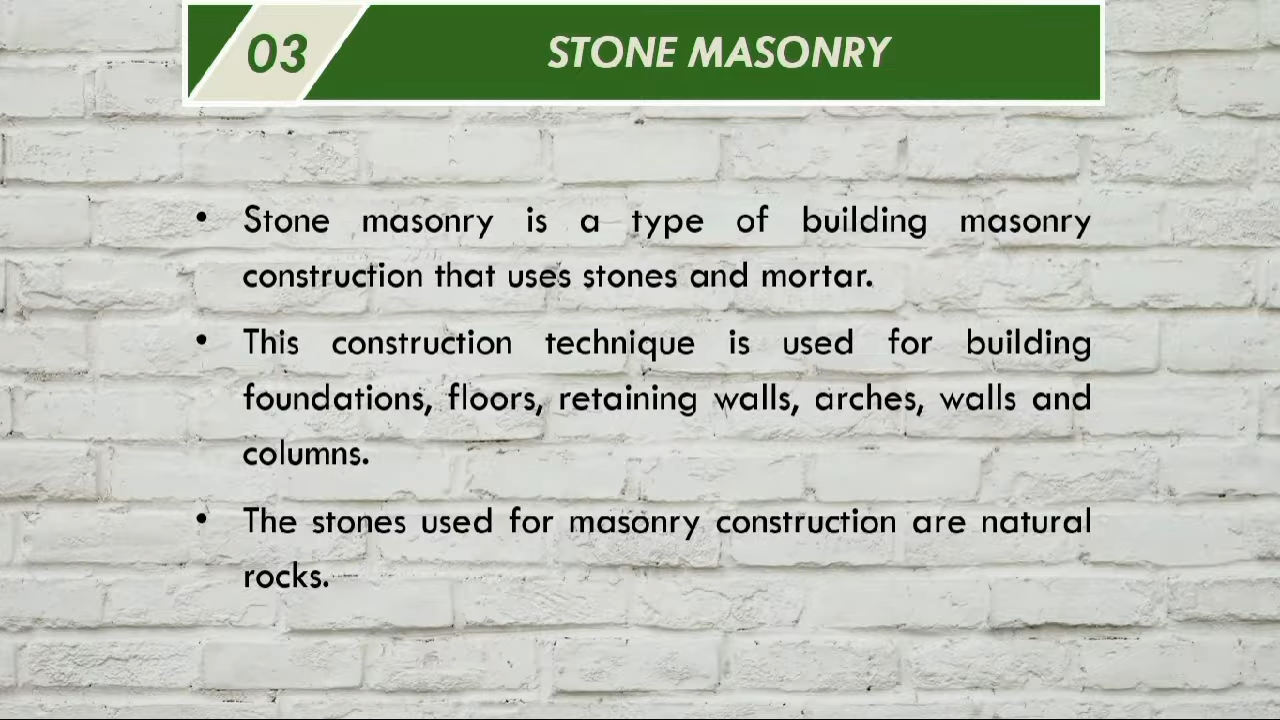 03 STONE MASONRY
• Stone masonry is a type of building masonry
construction that uses stones and mortar.
• This construction technique is used for building
foundations, floors, retaining walls, arches, walls and
columns.
• The stones used for masonry construction are natural
rocks.